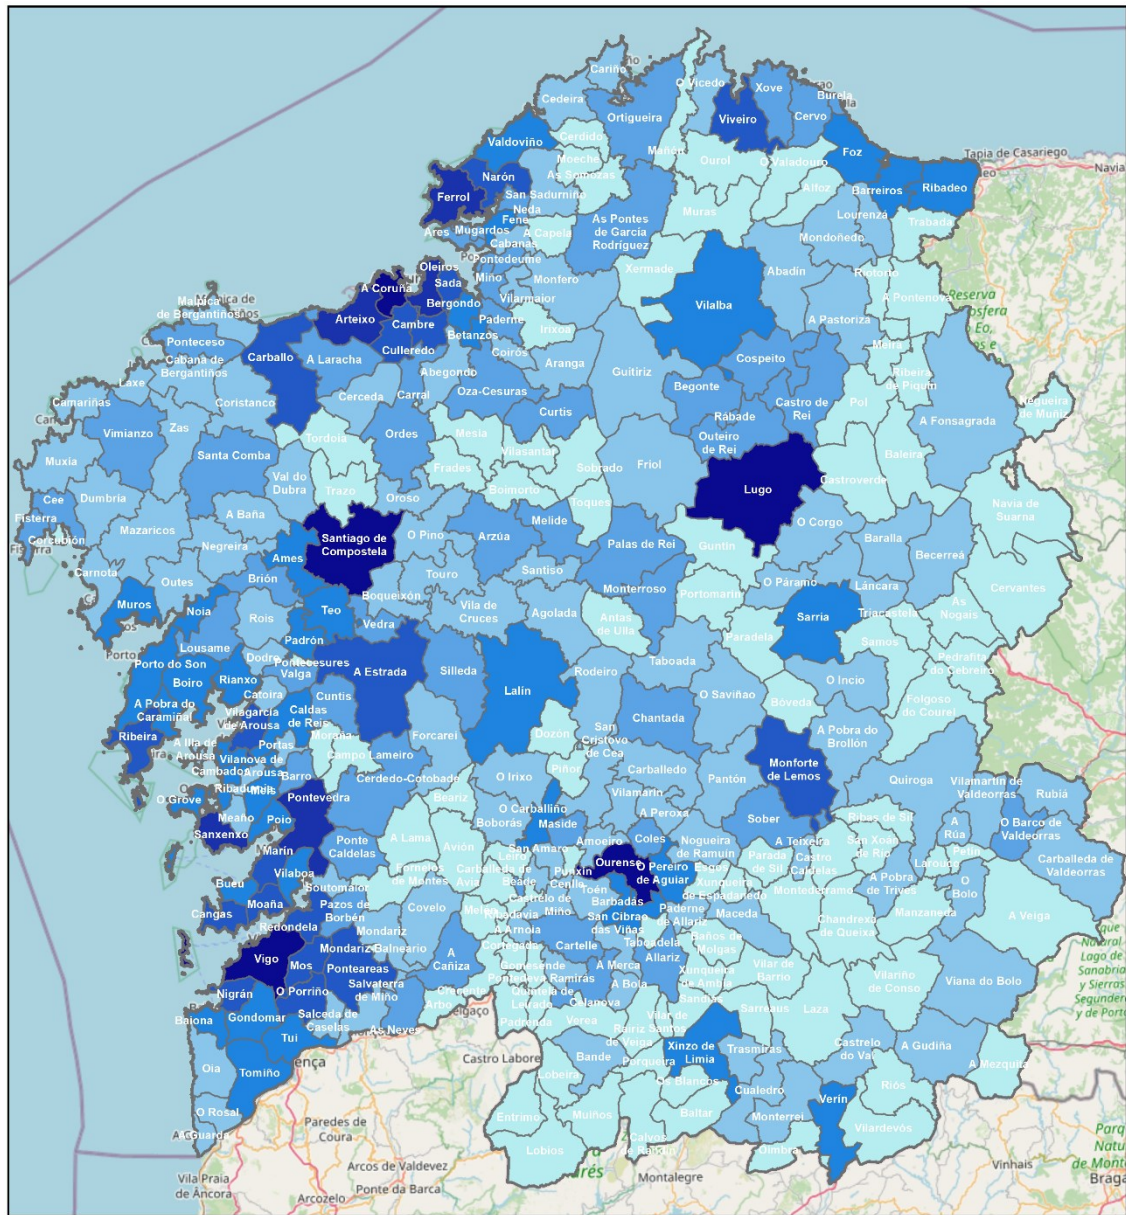 Cariño
O Vicedo
Xove
Burela
Cedeira
Ortigueira
Viveiro
Cervo
Valdoviño
Cerdido
Mañón
Ourol
O Valadouro
Foz
Tapia de Casariego
Navia
Moeche
As Somozas
Alfoz
Barreiros
Ribadeo
Narón
Ferrol
San Sadurniño
Neda
Fene
Muras
Lourenzá
Trabada
Ares
Mugardos
A Capela
As Pontes
de García
Rodríguez
Mondoñedo
Cabanas
Pontedeume
Oleiros
Miño
Monfero
Xermade
Abadín
Riotorto
A Coruña
Sada
Vilalba
A Pontenova
Reserva
Malpica
de Bergantiños
Bergondo
Vilarmaior
Arteixo
Cambre
Paderne
Irixoa
A Pastoriza
Ponteceso
Betanzos
Meira
Carballo
A Laracha
Culleredo
Coirós
Cospeito
Cabana de
Bergantiños
Abegondo
Aranga
Guitiriz
Ribeira
de Piquín
Laxe
Cerceda
Carral
Oza-Cesuras
Begonte
Castro de
Rei
Pol
Negueira
de Muñiz
Camariñas
Coristanco
Curtis
Rábade
A Fonsagrada
Vimianzo
Zas
Tordoia
Ordes
Mesía
Outeiro
de Rei
Muxía
Santa Comba
Vilasantar
Friol
Baleira
Val do
Dubra
Frades
Sobrado
Castroverde
Cee
Dumbría
Trazo
Boimorto
Lugo
Navia de
Suarna
Fisterra
A Baña
Oroso
Toques
O Corgo
Corcubión
Mazaricos
Santiago de
Compostela
O Pino
Arzúa
Melide
Baralla
Negreira
Ames
Palas de Rei
Guntín
Becerreá
Carnota
Outes
Brión
Touro
Santiso
Monterroso
O Páramo
Láncara
Cervantes
Muros
Noia
Boqueixón
Portomarín
Teo
Vila de
Cruces
Agolada
Sarria
Triacastela
As
Nogais
Rois
Vedra
Antas
de Ulla
Lousame
Padrón
Paradela
Samos
Porto do Son
Dodro
Pontecesures
Valga
A Estrada
Silleda
Lalín
Rodeiro
Taboada
Pedrafita
do Cebreiro
Boiro
Rianxo
Catoira
Cuntis
O Saviñao
O Incio
A Pobra do
Caramiñal
Vilagarcía
de Arousa
Caldas
de Reis
Bóveda
Folgoso
do Courel
Ribeira
Moraña
Forcarei
Chantada
A Illa de
Arousa
Portas
Campo Lameiro
Dozón
San
Cristovo
de Cea
A Pobra do
Brollón
Vilanova de
Arousa
Cambados
Barro
Cerdedo-Cotobade
Piñor
Carballedo
Monforte
de Lemos
O Grove
Ribadumia
Meis
O Irixo
Pantón
Quiroga
Vilamartín de
Valdeorras
Rubiá
Meaño
Pontevedra
Beariz
Vilamarín
Sanxenxo
Poio
O Carballiño
A Peroxa
Boborás
Maside
Sober
Ribas de Sil
A
Rúa
O Barco de
Valdeorras
Marín
Ponte
Caldelas
A Lama
Avión
San Amaro
Amoeiro
Coles
Nogueira
de Ramuín
A Teixeira
San Xoán
de Río
Petín
Vilaboa
Leiro
Punxín
Ourense
O Pereiro
de Aguiar
Esgos
Parada
de Sil
Castro
Caldelas
Larouco
Carballeda de
Valdeorras
Bueu
Soutomaior
Fornelos
de Montes
Carballeda de
Avia
Beade
Cenlle
Toén
Barbadás
Xunqueira
de Espadanedo
Montederramo
A Pobra
de Trives
O
Bolo
Moaña
Pazos de
Borbén
Covelo
Melón
Ribadavia
Castrelo de
Miño
San Cibrao
das Viñas
Paderne
de Allariz
Maceda
Manzaneda
Cangas
Redondela
Mondariz
A Arnoia
Chandrexa
de Queixa
A Veiga
Vigo
Mos
Mondariz-Balneario
A
Cañiza
Cortegada
Cartelle
Taboadela
Allariz
Baños de
Molgas
Ponteareas
Gomesende
A Merca
Vilar de
Barrio
Nigrán
O Porriño
Salvaterra
de Miño
Crecente
Arbo
Pontedeva
Ramirás
A Bola
Xunqueira
de Ambía
Vilariño
de Conso
Viana do Bolo
Quintela de
Leirado
Celanova
Sandiás
Baiona
Gondomar
Salceda de
Caselas
As Neves
Padrenda
Verea
Vilar de
Santos
Sarreaus
Laza
Tui
Rairiz
de Veiga
Castro Labore
Bande
Porqueira
Xinzo de
Limia
Trasmiras
Castrelo
do Val
A Gudiña
Oia
Tomiño
Lobeira
Os Blancos
Cualedro
A Mezquita
O Rosal
Entrimo
Muíños
Baltar
Monterrei
Verín
Riós
A Guarda
Paredes de
Coura
Lobios
Calvos
de Randín
Oímbra
Vilardevós
Arcos de Valdevez
Montalegre
Vinhais
Vila Praia
de Âncora
Ponte da Barca
Arcozelo